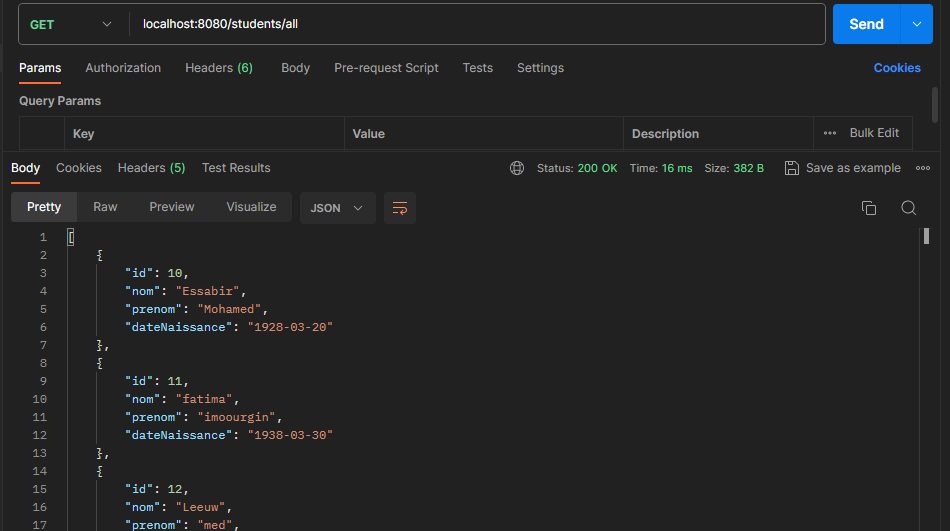 GET localhost:8080/students/all Send
Params Authorization Headers (6) Body Pre-request Script Tests Settings Cookies
Query Params
Key Value Description ••• Bulk Edit
Body Cookies Headers (5) Test Results Status: 200 OK Time: 16 ms Size: 382 B Save as example
Pretty Raw Preview Visualize JSON
1 [
2 {
3 "id": 10,
4 "nom": "Essabir",
5 "prenom": "Mohamed",
6 "dateNaissance": "1928-03-20"
7 },
8 {
9 "id": 11,
10 "nom": "fatima",
11 "prenom": "imoourgin",
12 "dateNaissance": "1938-03-30"
13 },
14 {
15 "id": 12,
16 "nom": "Leeuw",
17 "prenom": "med",